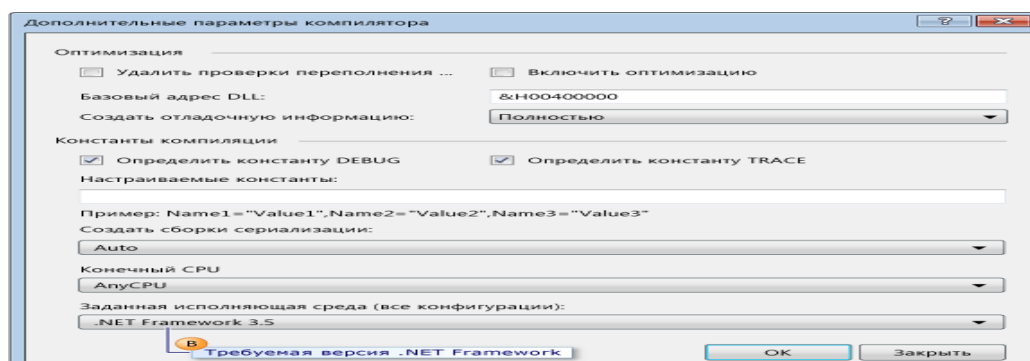 Дополнительные параметры компилятора
Оптимизация
Удалить проверки переполнения ...
Включить оптимизацию
Базовый адрес DLL:
&H00400000
Создать отладочную информацию:
Полностью
Константы компиляции
Определить константу DEBUG
Определить константу TRACE
Настраиваемые константы:
Пример: Name1="Value1",Name2="Value2",Name3="Value3"
Создать сборки сериализации:
Auto
Конечный CPU
AnyCPU
Заданная исполняющая среда (все конфигурации):
.NET Framework 3.5
В
Требуемая версия .NET Framework
ОК
Закрыть